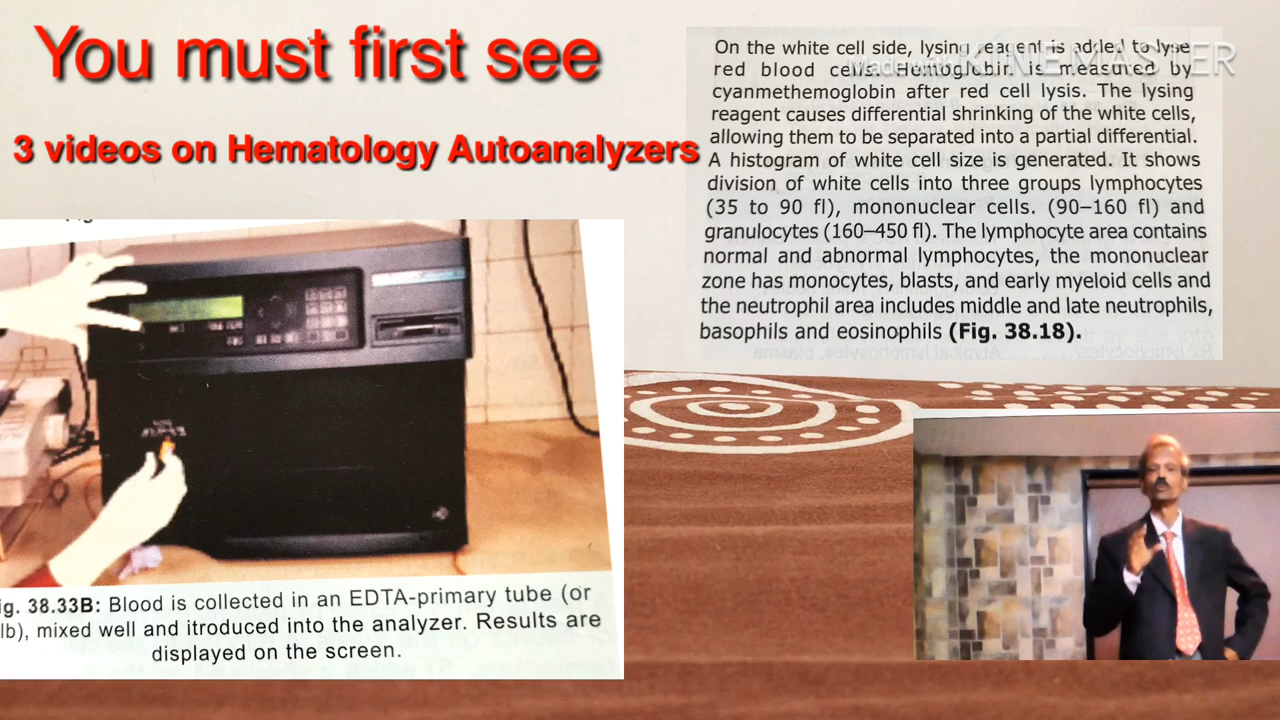 You must first see
3 videos on Hematology Autoanalyzers
On the white cell side, lysing reagent is added to lyse
red blood cells. Hemoglobin is measured by
cyanmethemoglobin after red cell lysis. The lysing
reagent causes differential shrinking of the white cells,
allowing them to be separated into a partial differential.
A histogram of white cell size is generated. It shows
division of white cells into three groups lymphocytes
(35 to 90 fl), mononuclear cells. (90–160 fl) and
granulocytes (160–450 fl). The lymphocyte area contains
normal and abnormal lymphocytes, the mononuclear
zone has monocytes, blasts, and early myeloid cells and
the neutrophil area includes middle and late neutrophils,
basophils and eosinophils (Fig. 38.18).
Made with KINEMASTER
ig. 38.33B: Blood is collected in an EDTA-primary tube (or
lb), mixed well and itroduced into the analyzer. Results are
displayed on the screen.